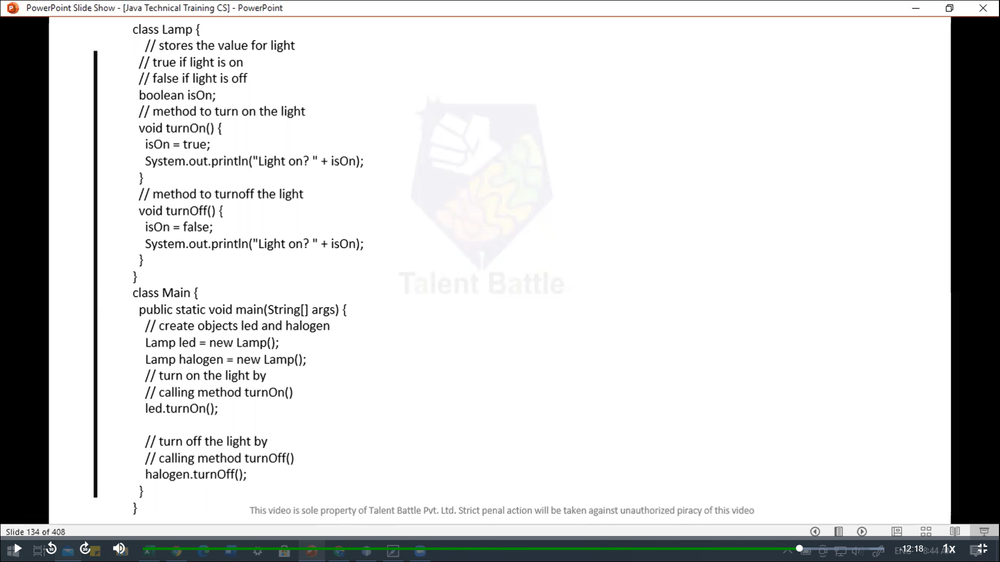 PowerPoint Slide Show - [Java Technical Training CS] - PowerPoint
class Lamp {
// stores the value for light
// true if light is on
// false if light is off
boolean isOn;
// method to turn on the light
void turnOn() {
isOn = true;
System.out.println("Light on? " + isOn);
}
// method to turnoff the light
void turnOff() {
isOn = false;
System.out.println("Light on? " + isOn);
}
}
Talent Battle
class Main {
public static void main(String[] args) {
// create objects led and halogen
Lamp led = new Lamp();
Lamp halogen = new Lamp();
// turn on the light by
// calling method turnOn()
led.turnOn();
// turn off the light by
// calling method turnOff()
halogen.turnOff();
}
}
This video is sole property of Talent Battle Pvt. Ltd. Strict penal action will be taken against unauthorized piracy of this video
Slide 134 of 408
10
30
-12:18
1x